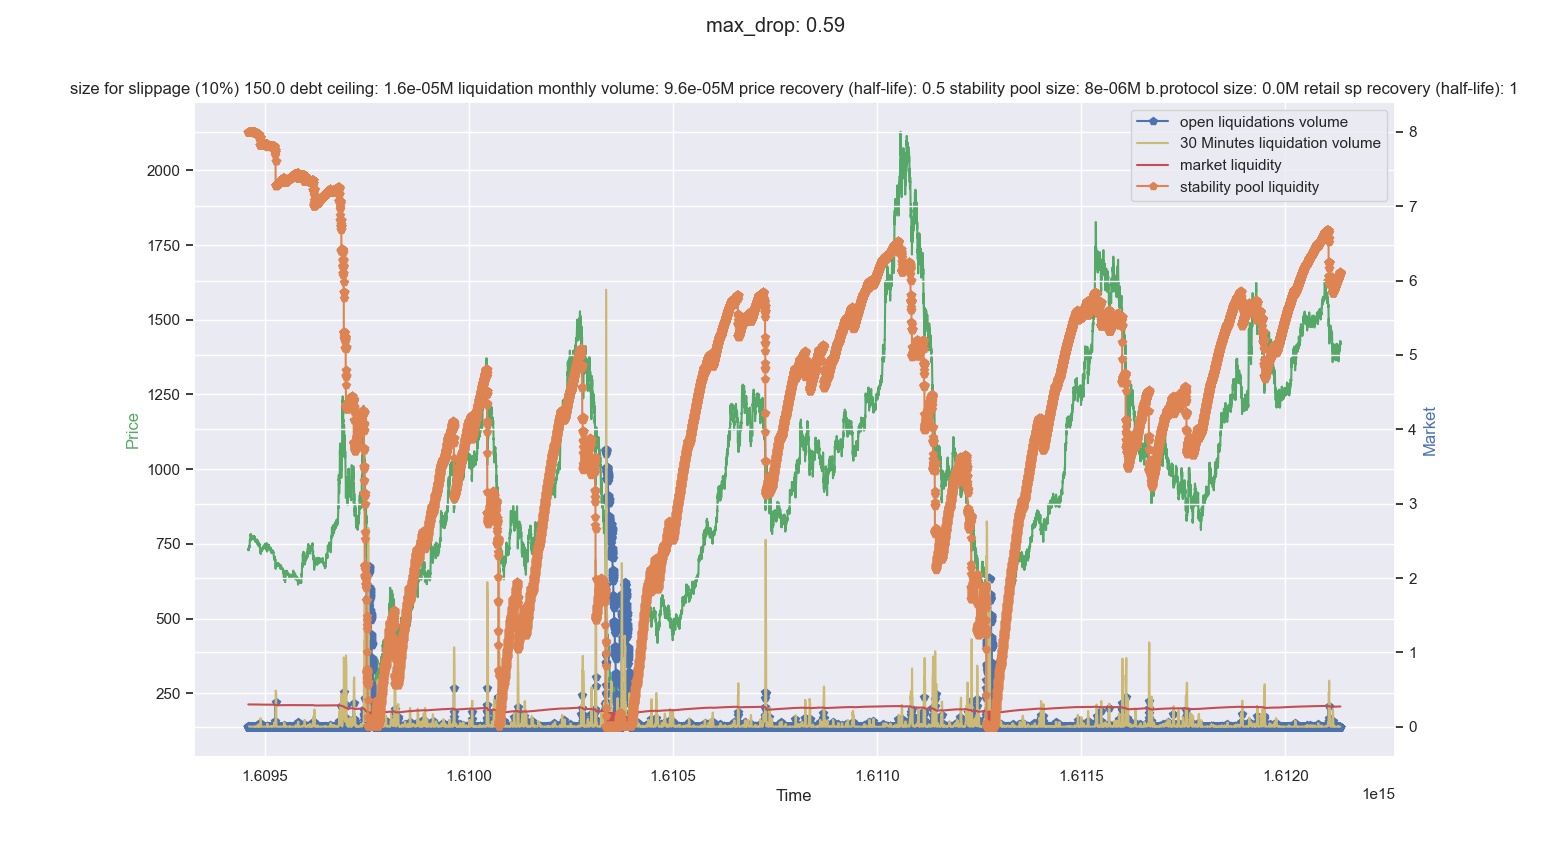 max_drop: 0.59
size for slippage (10%) 150.0 debt ceiling: 1.6e-05M liquidation monthly volume: 9.6e-05M price recovery (half-life): 0.5 stability pool size: 8e-06M b.protocol size: 0.0M retail sp recovery (half-life): 1
open liquidations volume
30 Minutes liquidation volume
market liquidity
stability pool liquidity
2000
1750
1500
1250
1000
750
500
250
Price
8
7
6
5
4
3
2
1
0
Market
1.6095 1.6100 1.6105 1.6110 1.6115 1.6120
1e15
Time